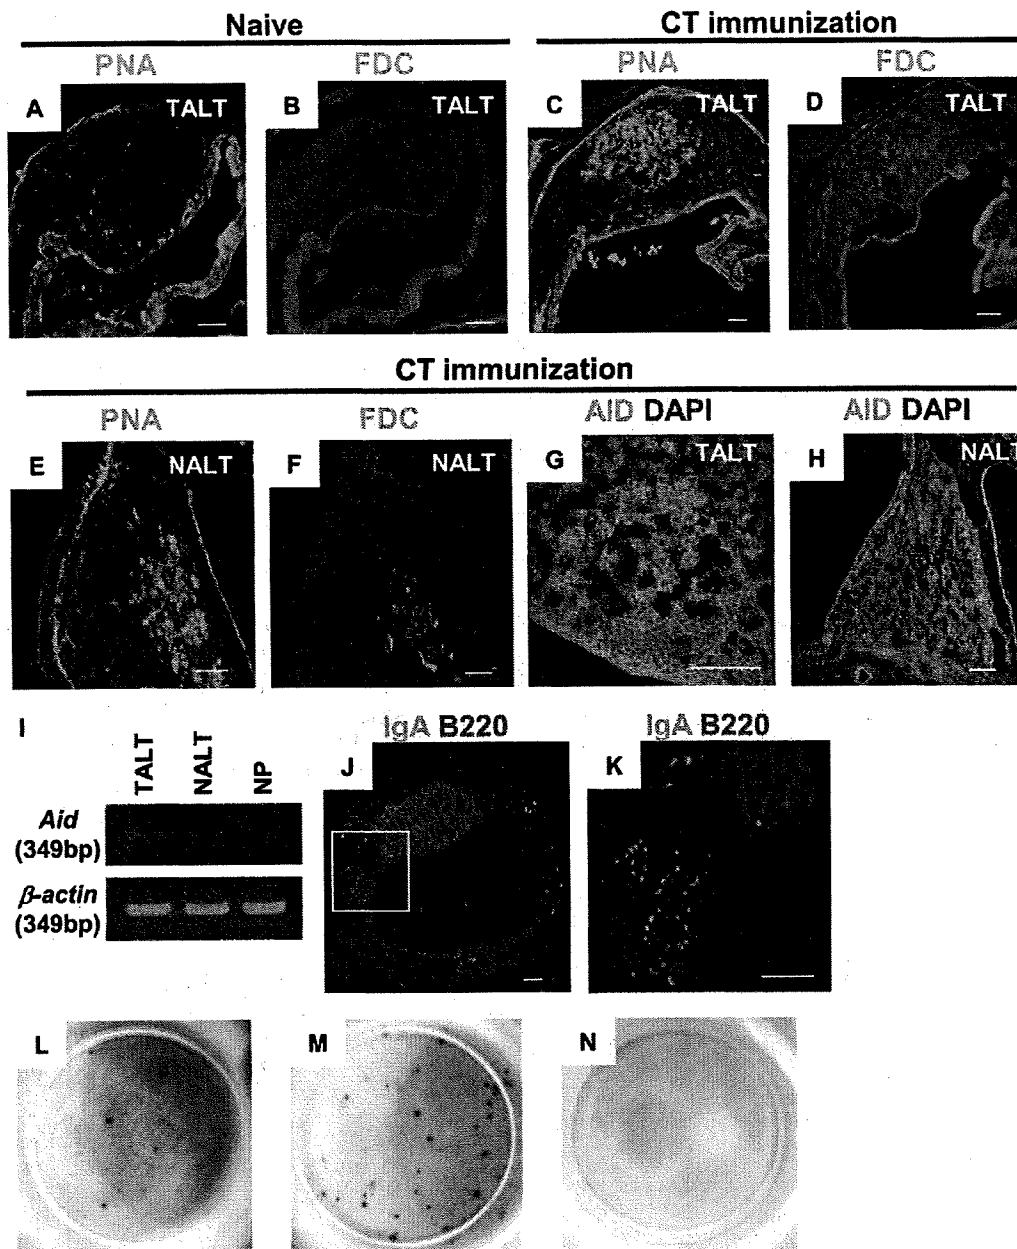 Naive CT immunization
PNA FDC PNA FDC
A TALT B TALT C TALT D TALT
CT immunization
PNA FDC AID DAPI AID DAPI
E NALT F NALT G TALT H NALT
I
TALT NALT NP
Aid
(349bp)
β-actin
(349bp)
IgA B220 IgA B220
J K
L M N